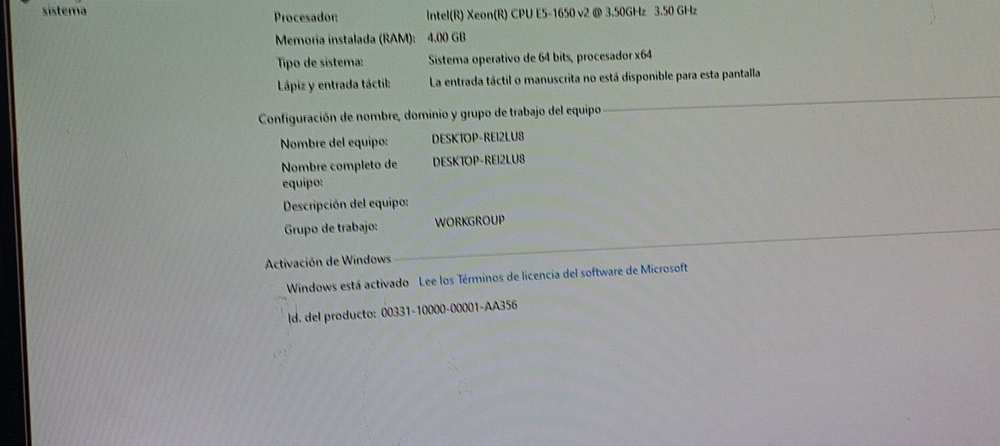 sistema
Procesador: Intel(R) Xeon(R) CPU E5-1650 v2 @ 3.50GHz 3.50 GHz
Memoria instalada (RAM): 4.00 GB
Tipo de sistema: Sistema operativo de 64 bits, procesador x64
Lápiz y entrada táctil: La entrada táctil o manuscrita no está disponible para esta pantalla
Configuración de nombre, dominio y grupo de trabajo del equipo
Nombre del equipo: DESKTOP-REI2LU8
Nombre completo de DESKTOP-REI2LU8
equipo:
Descripción del equipo:
Grupo de trabajo: WORKGROUP
Activación de Windows
Windows está activado Lee los Términos de licencia del software de Microsoft
Id. del producto: 00331-10000-00001-AA356